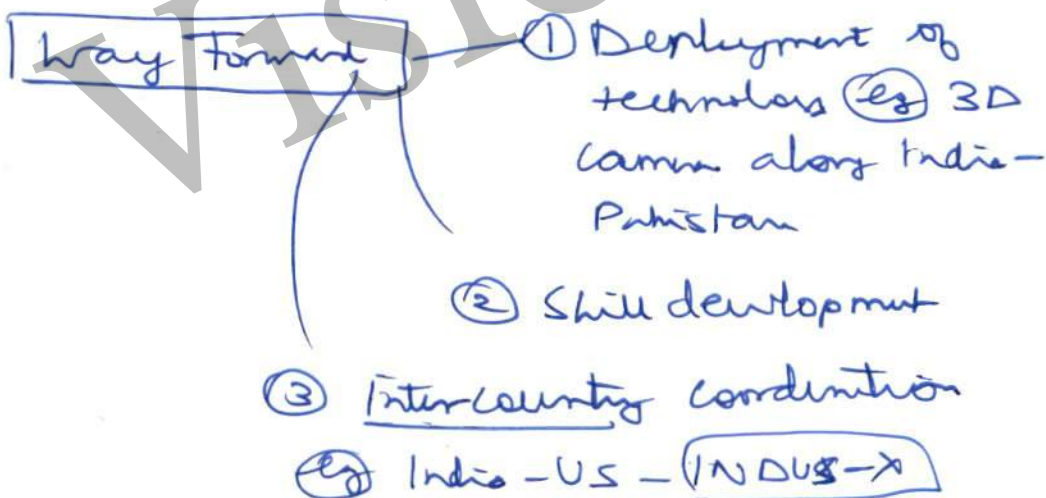 Way Forward
① Deployment of
technology eg 3D
camera along India-
Pakistan
② Skill development
③ Intercountry coordination
eg India - US - INDUS-X
VISIO